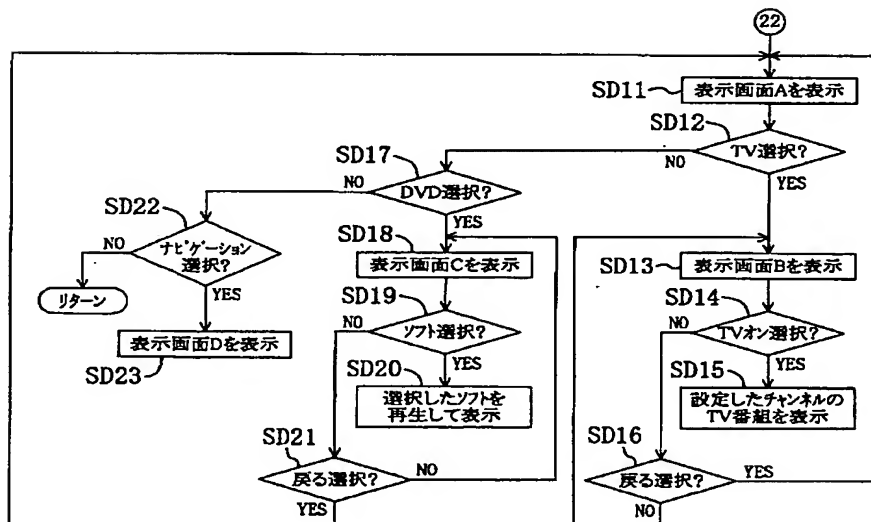 22
SD11
表示画面Aを表示
SD12
TV選択?
NO
YES
SD17
DVD選択?
NO
YES
SD22
ナビゲーション
選択?
NO
YES
リターン
SD18
表示画面Cを表示
SD13
表示画面Bを表示
SD19
ソフト選択?
NO
YES
SD14
TVオン選択?
NO
YES
表示画面Dを表示
SD23
SD20
選択したソフトを
再生して表示
SD15
設定したチャンネルの
TV番組を表示
SD21
戻る選択?
NO
YES
SD16
戻る選択?
YES
NO